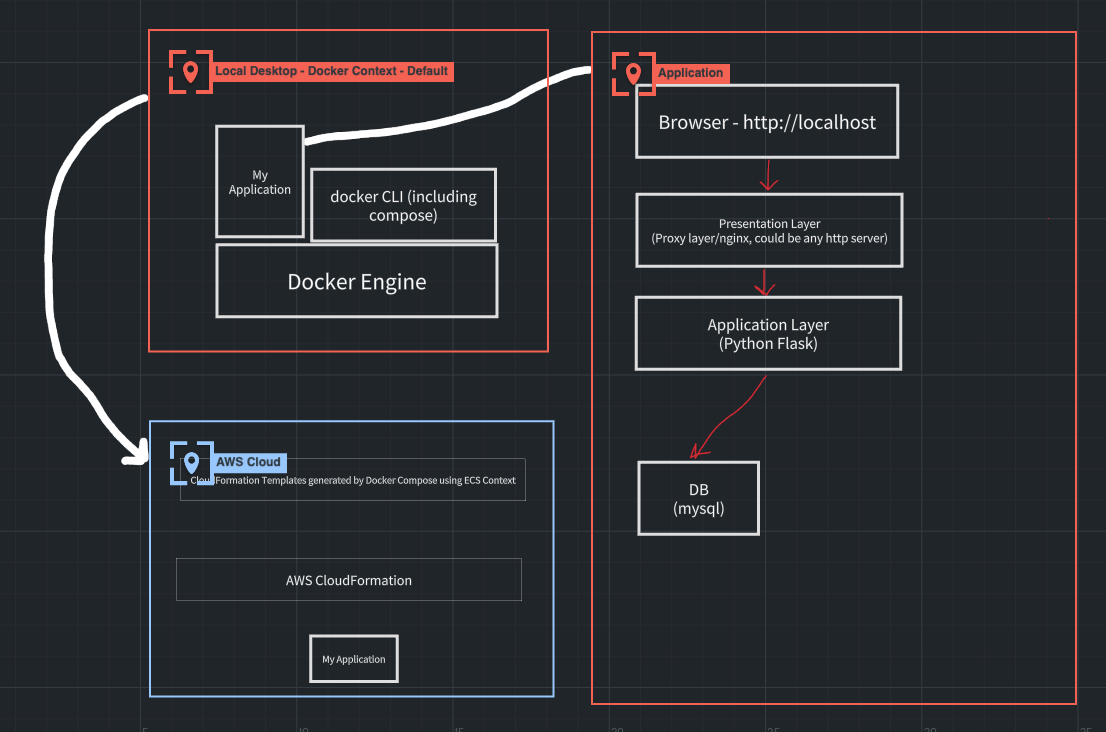 Local Desktop - Docker Context - Default
My
Application
docker CLI (including
compose)
Docker Engine
AWS Cloud
CloudFormation Templates generated by Docker Compose using ECS Context
AWS CloudFormation
My Application
Application
Browser - http://localhost
Presentation Layer
(Proxy layer/nginx, could be any http server)
Application Layer
(Python Flask)
DB
(mysql)